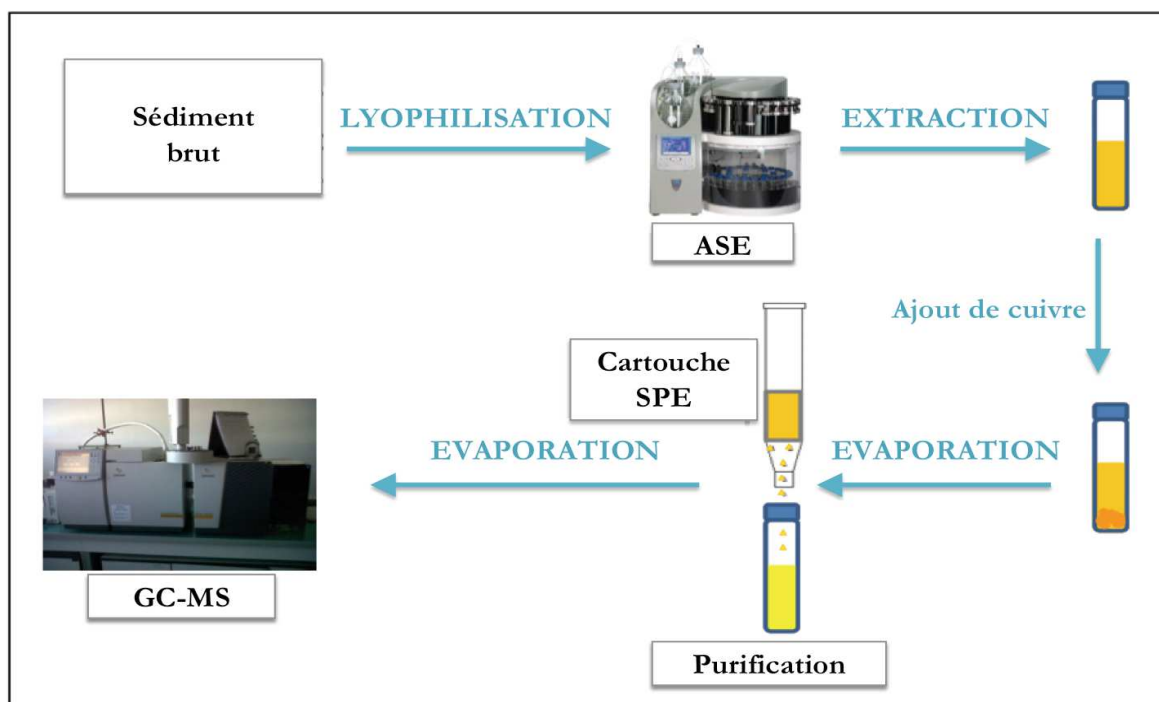 Sédiment
brut
LYOPHILISATION
ASE
EXTRACTION
Ajout de cuivre
EVAPORATION
Cartouche
SPE
Purification
EVAPORATION
GC-MS